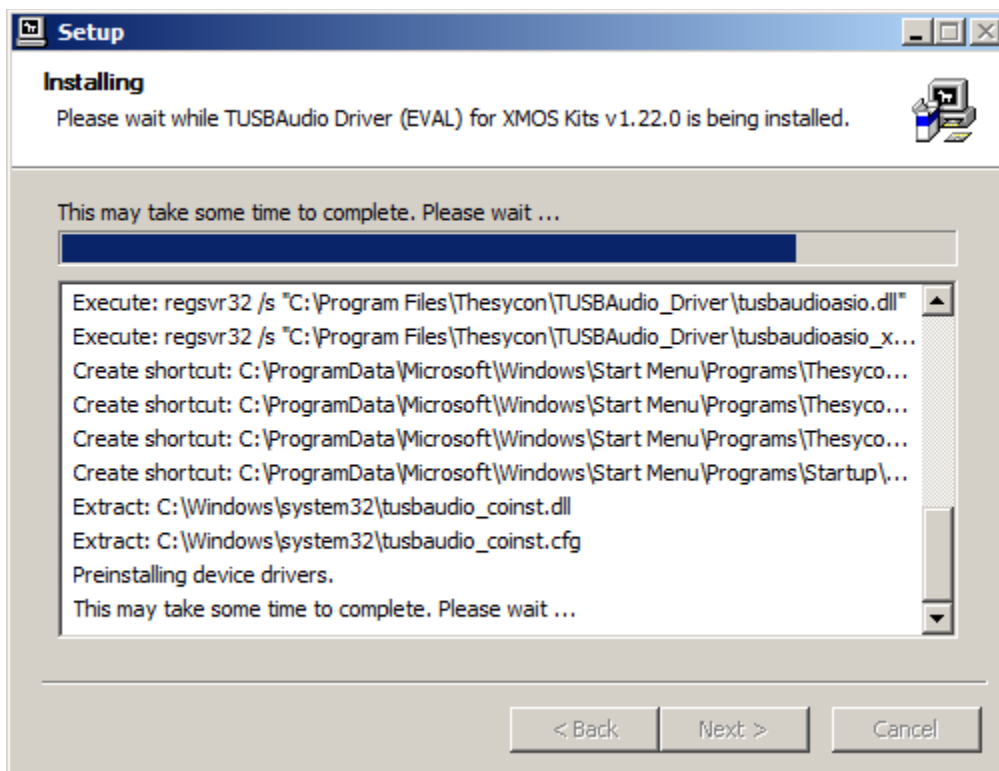 Setup
Installing
Please wait while TUSBAudio Driver (EVAL) for XMOS Kits v1.22.0 is being installed.
This may take some time to complete. Please wait ...
Execute: regsvr32 /s "C:\Program Files\Thesycon\TUSBAudio_Driver\tusbaudioasio.dll"
Execute: regsvr32 /s "C:\Program Files\Thesycon\TUSBAudio_Driver\tusbaudioasio_x...
Create shortcut: C:\ProgramData\Microsoft\Windows\Start Menu\Programs\Thesyco...
Create shortcut: C:\ProgramData\Microsoft\Windows\Start Menu\Programs\Thesyco...
Create shortcut: C:\ProgramData\Microsoft\Windows\Start Menu\Programs\Thesyco...
Create shortcut: C:\ProgramData\Microsoft\Windows\Start Menu\Programs\Startup\...
Extract: C:\Windows\system32\tusbaudio_coinst.dll
Extract: C:\Windows\system32\tusbaudio_coinst.cfg
Preinstalling device drivers.
This may take some time to complete. Please wait ...
< Back Next > Cancel